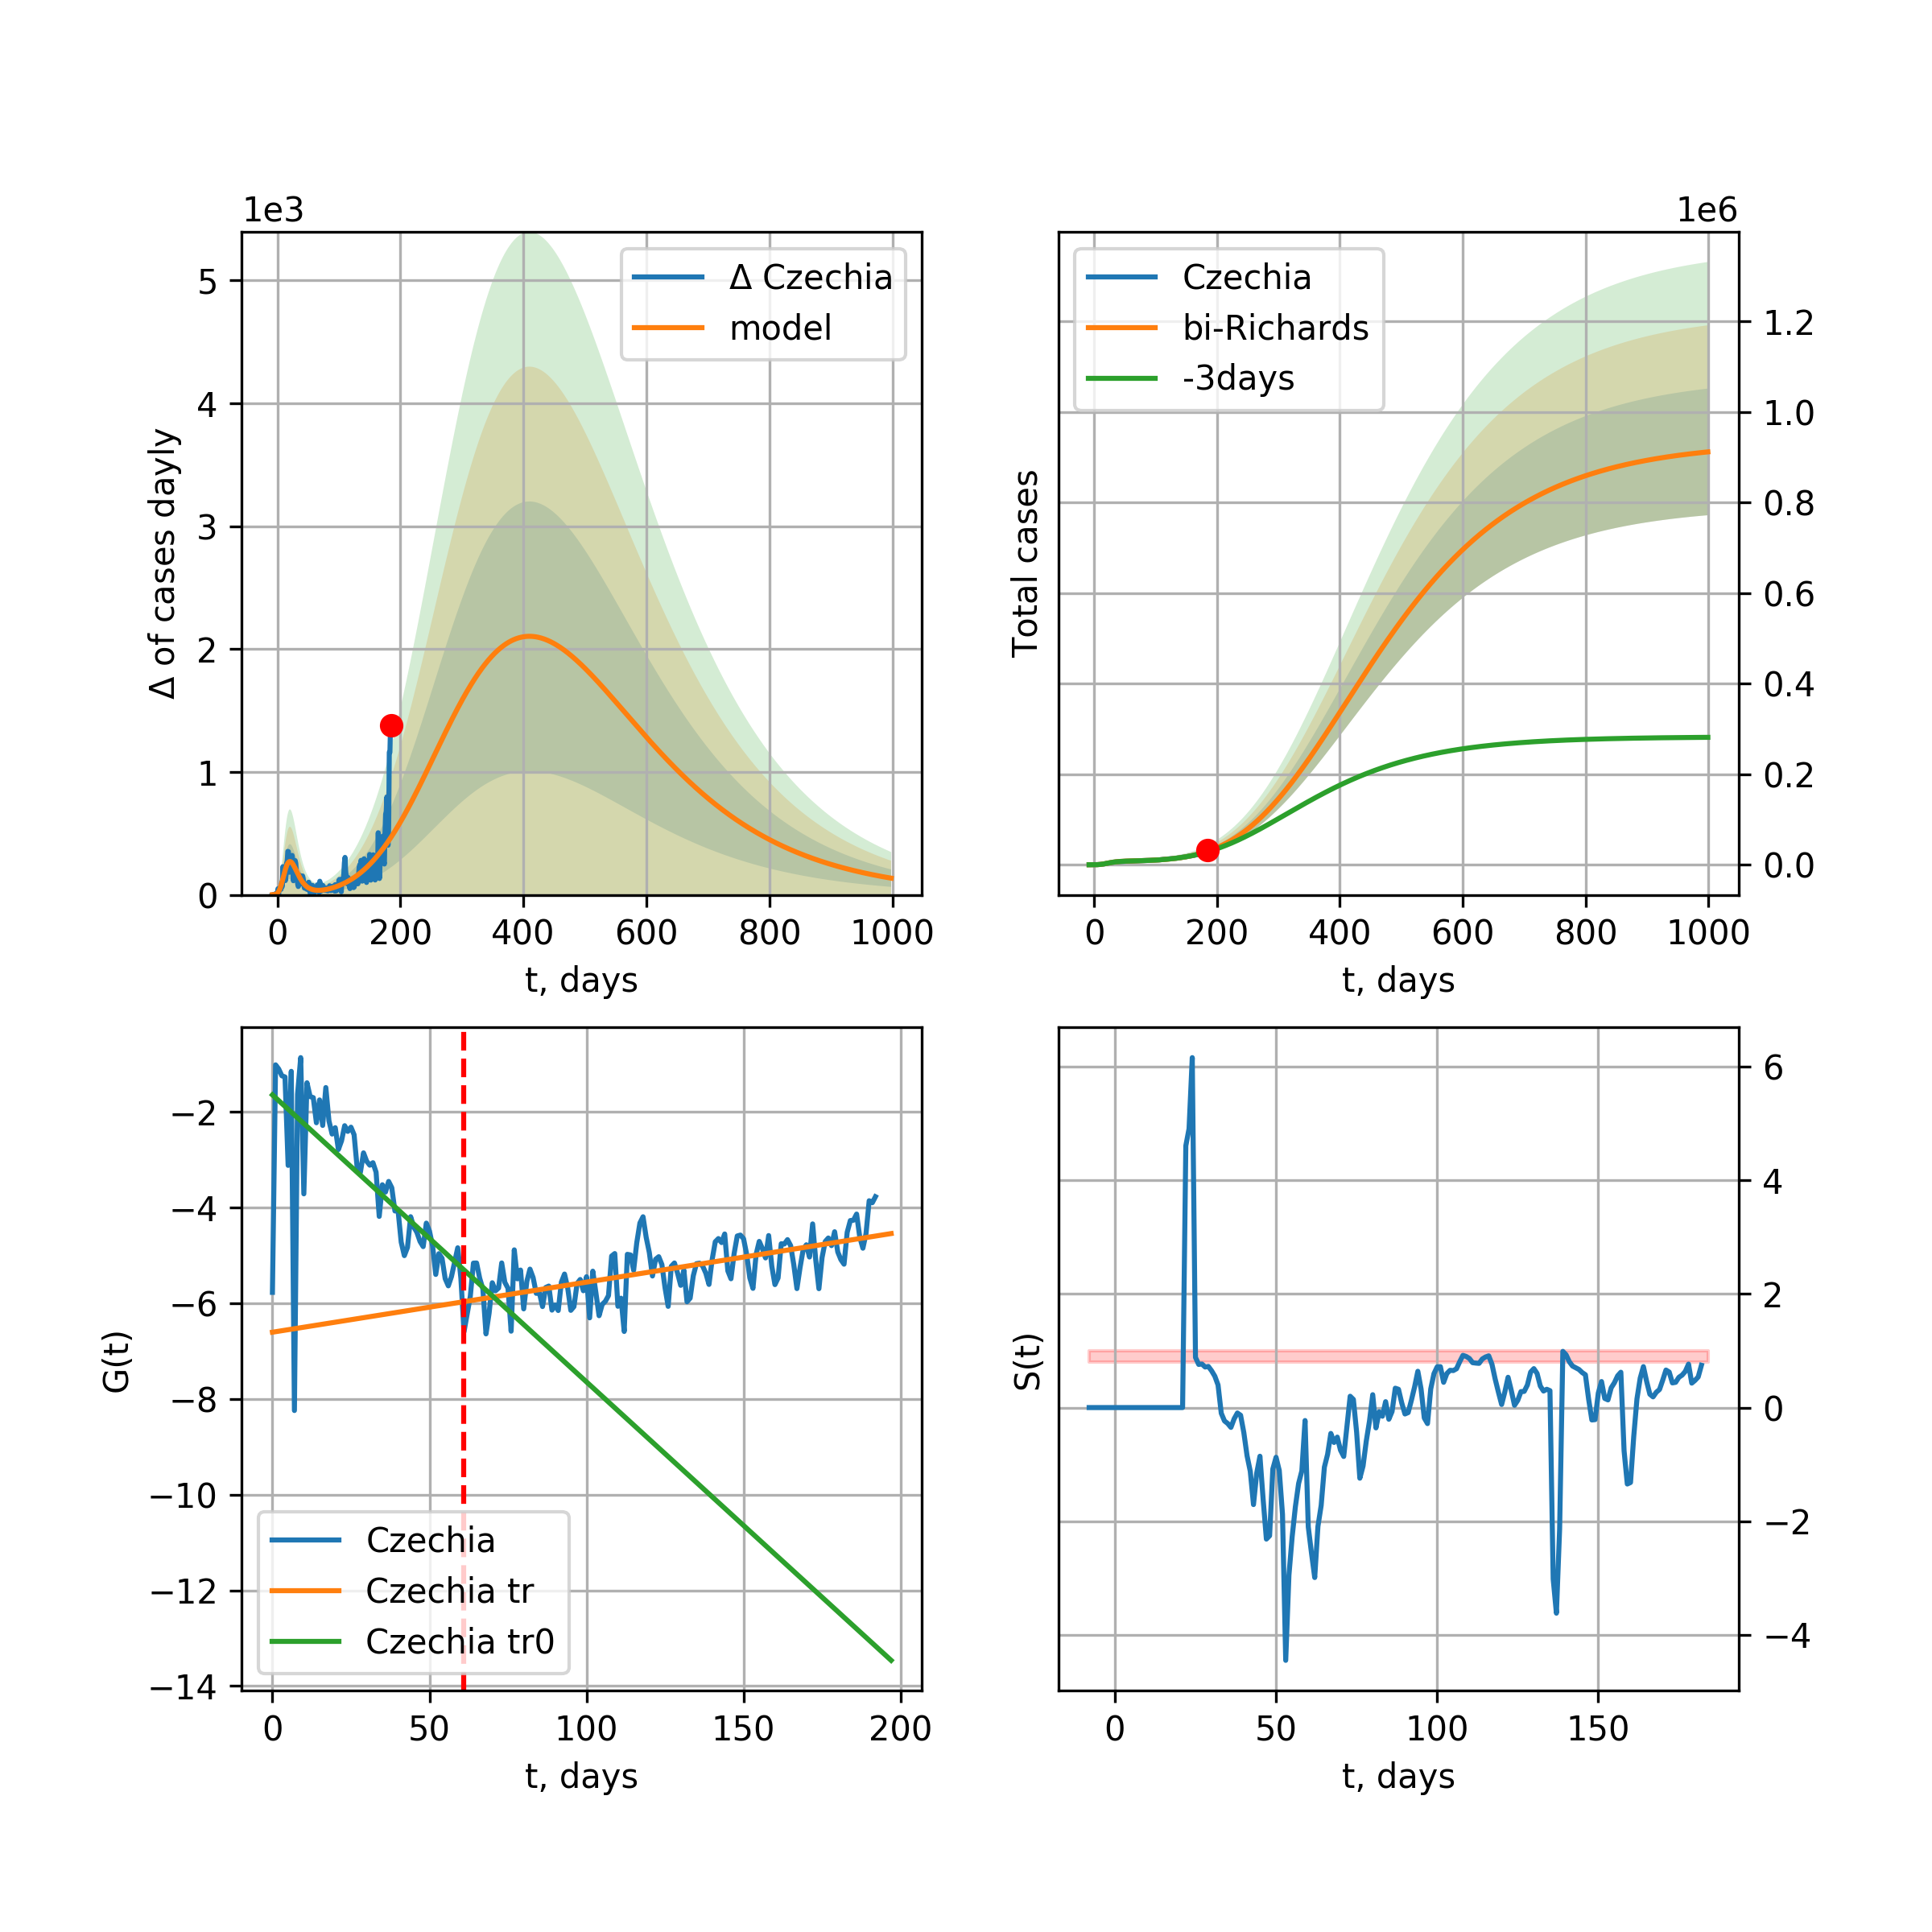 1e3
Δ of cases dayly
5
4
3
2
1
0
Δ Czechia
model
0 200 400 600 800 1000
t, days
1e6
Total cases
Czechia
bi-Richards
-3days
1.2
1.0
0.8
0.6
0.4
0.2
0.0
0 200 400 600 800 1000
t, days
G(t)
−2
−4
−6
−8
−10
−12
−14
Czechia
Czechia tr
Czechia tr0
0 50 100 150 200
t, days
S(t)
6
4
2
0
−2
−4
0 50 100 150
t, days